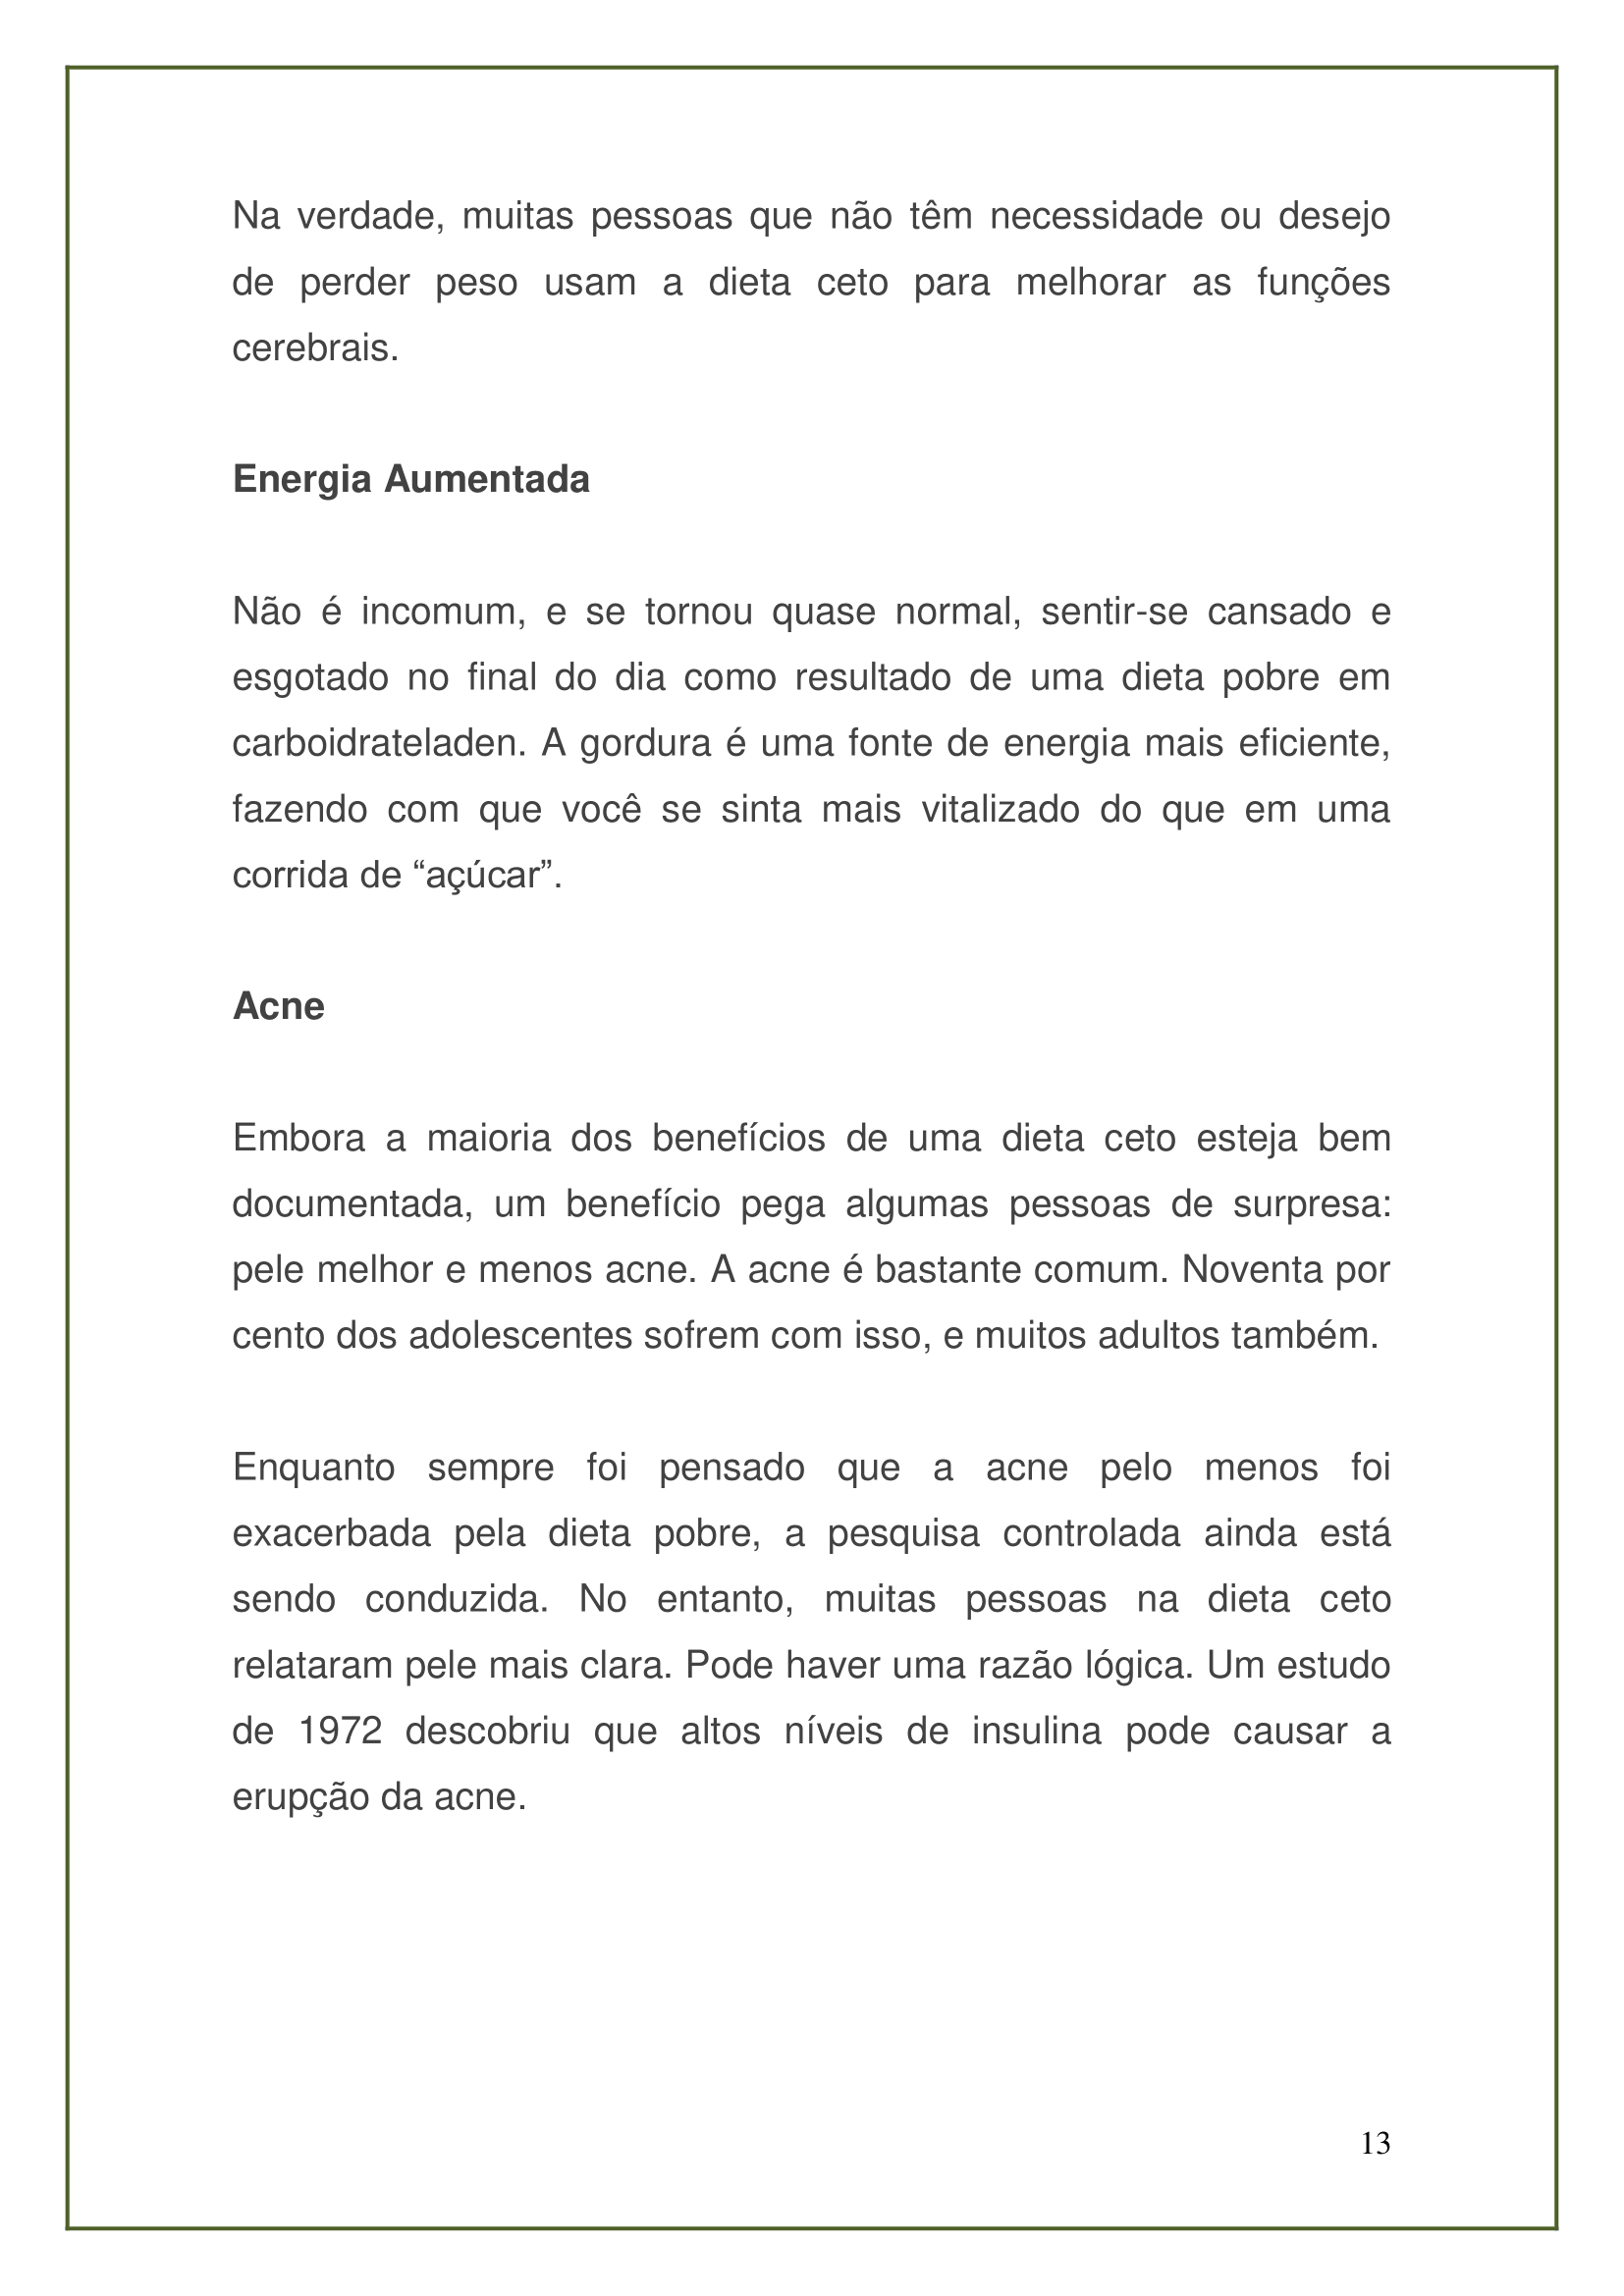 Na verdade, muitas pessoas que não têm necessidade ou desejo
de perder peso usam a dieta ceto para melhorar as funções
cerebrais.
Energia Aumentada
Não é incomum, e se tornou quase normal, sentir-se cansado e
esgotado no final do dia como resultado de uma dieta pobre em
carboidrateladen. A gordura é uma fonte de energia mais eficiente,
fazendo com que você se sinta mais vitalizado do que em uma
corrida de “açúcar”.
Acne
Embora a maioria dos benefícios de uma dieta ceto esteja bem
documentada, um benefício pega algumas pessoas de surpresa:
pele melhor e menos acne. A acne é bastante comum. Noventa por
cento dos adolescentes sofrem com isso, e muitos adultos também.
Enquanto sempre foi pensado que a acne pelo menos foi
exacerbada pela dieta pobre, a pesquisa controlada ainda está
sendo conduzida. No entanto, muitas pessoas na dieta ceto
relataram pele mais clara. Pode haver uma razão lógica. Um estudo
de 1972 descobriu que altos níveis de insulina pode causar a
erupção da acne.
13